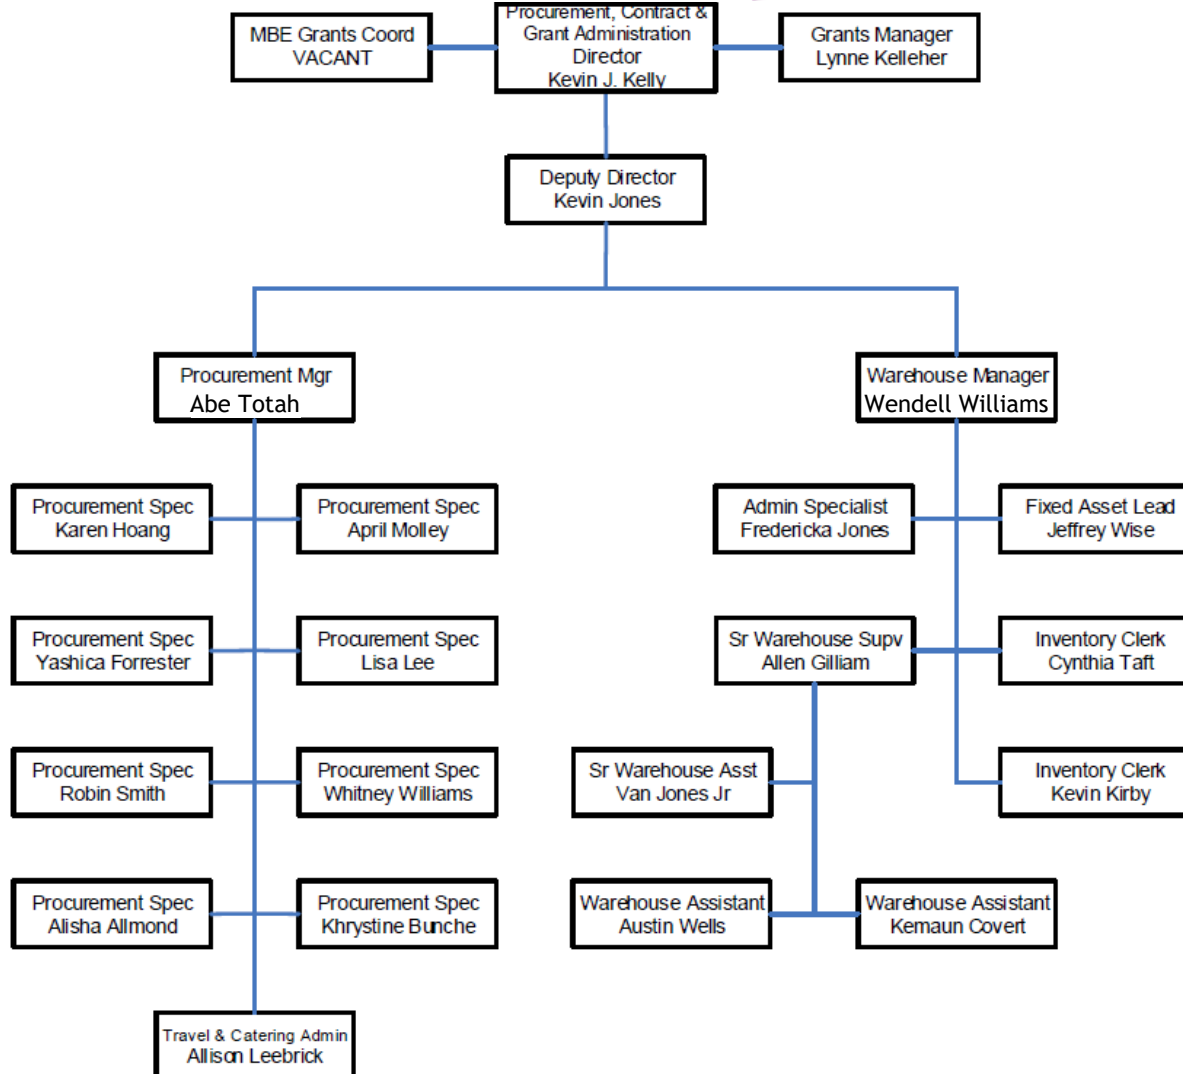 MBE Grants Coord
VACANT
Procurement, Contract &
Grant Administration
Director
Kevin J. Kelly
Grants Manager
Lynne Kelleher
Deputy Director
Kevin Jones
Procurement Mgr
Abe Totah
Warehouse Manager
Wendell Williams
Procurement Spec
Karen Hoang
Procurement Spec
April Molley
Admin Specialist
Fredericka Jones
Fixed Asset Lead
Jeffrey Wise
Procurement Spec
Yashica Forrester
Procurement Spec
Lisa Lee
Sr Warehouse Supv
Allen Gilliam
Inventory Clerk
Cynthia Taft
Procurement Spec
Robin Smith
Procurement Spec
Whitney Williams
Sr Warehouse Asst
Van Jones Jr
Inventory Clerk
Kevin Kirby
Procurement Spec
Alisha Allmond
Procurement Spec
Khrystine Bunche
Warehouse Assistant
Austin Wells
Warehouse Assistant
Kemaun Covert
Travel & Catering Admin
Allison Leebrick